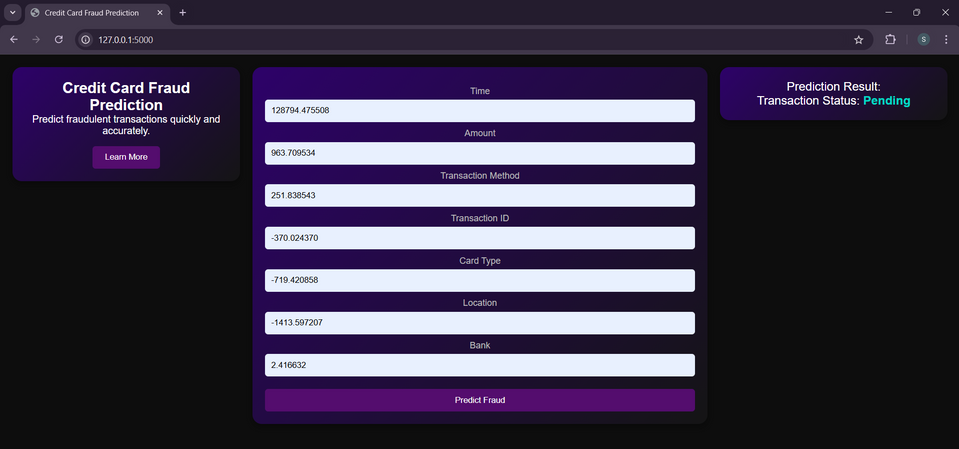 Credit Card Fraud Prediction
127.0.0.1:5000
S
Credit Card Fraud
Prediction
Predict fraudulent transactions quickly and
accurately.
Learn More
Time
128794.475508
Amount
963.709534
Transaction Method
251.838543
Transaction ID
-370.024370
Card Type
-719.420858
Location
-1413.597207
Bank
2.416632
Predict Fraud
Prediction Result:
Transaction Status: Pending